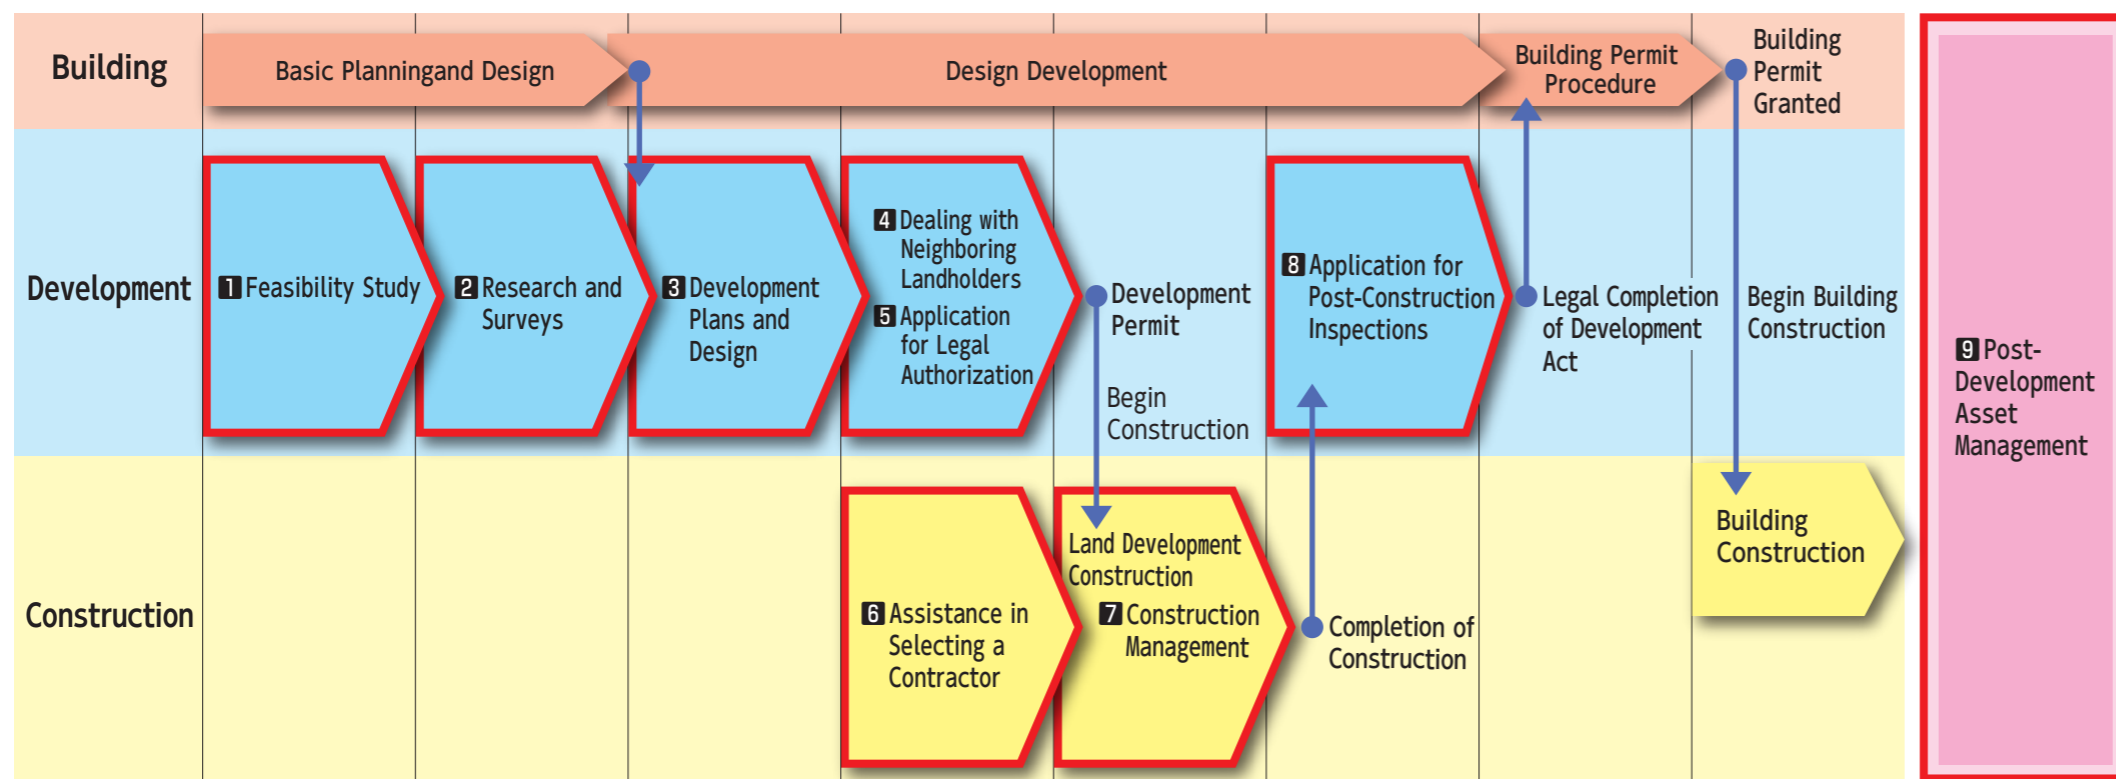 Building
Basic Planningand Design
Design Development
Building Permit
Procedure
Building
Permit
Granted
Development
1 Feasibility Study
2 Research and
Surveys
3 Development
Plans and
Design
4 Dealing with
Neighboring
Landholders
5 Application
for Legal
Authorization
Development
Permit
Begin
Construction
8 Application for
Post-Construction
Inspections
Legal Completion
of Development
Act
Begin Building
Construction
Construction
6 Assistance in
Selecting a
Contractor
Land Development
Construction
7 Construction
Management
Completion of
Construction
Building
Construction
9 Post-
Development
Asset
Management